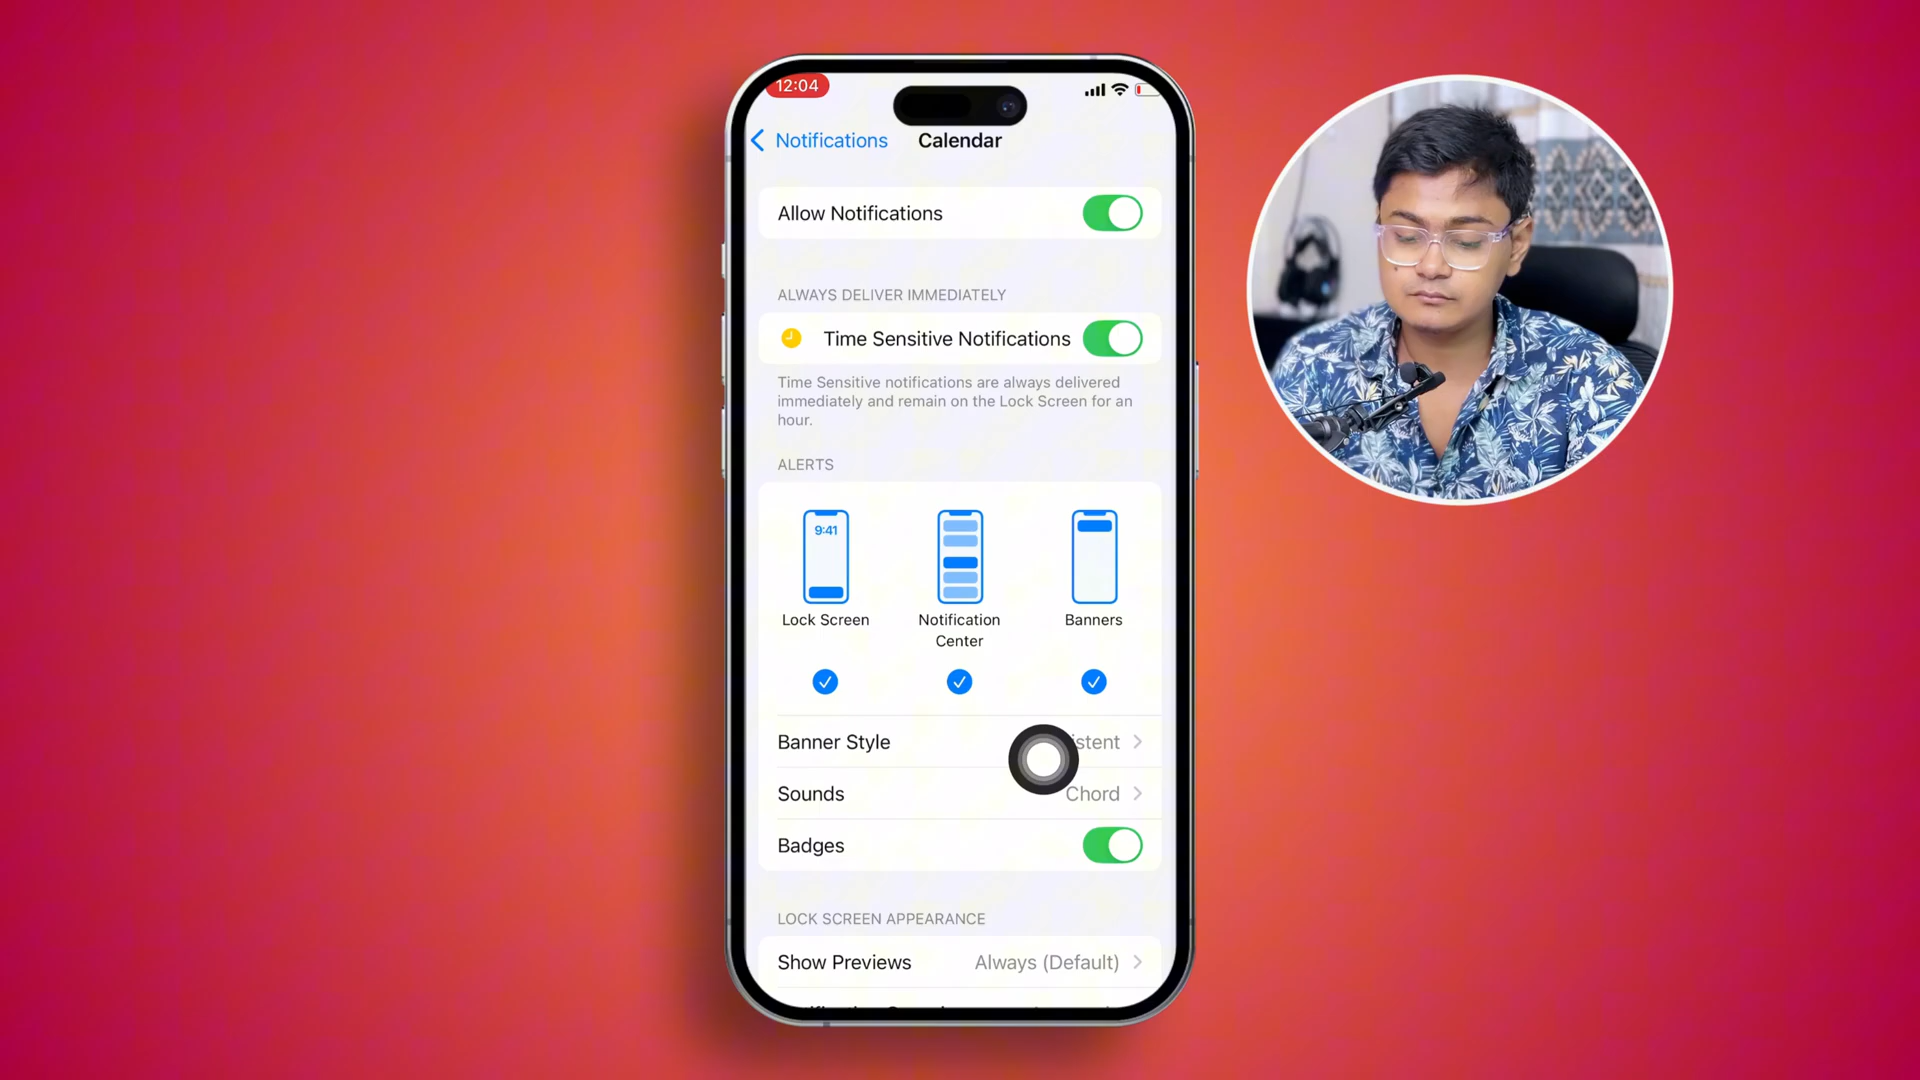 12:04
Notifications
Calendar
Allow Notifications
ALWAYS DELIVER IMMEDIATELY
Time Sensitive Notifications
Time Sensitive notifications are always delivered
immediately and remain on the Lock Screen for an
hour.
ALERTS
9:41
Lock Screen
Notification
Center
Banners
Banner Style
Sounds
Chord
Badges
LOCK SCREEN APPEARANCE
Show Previews
Always (Default)